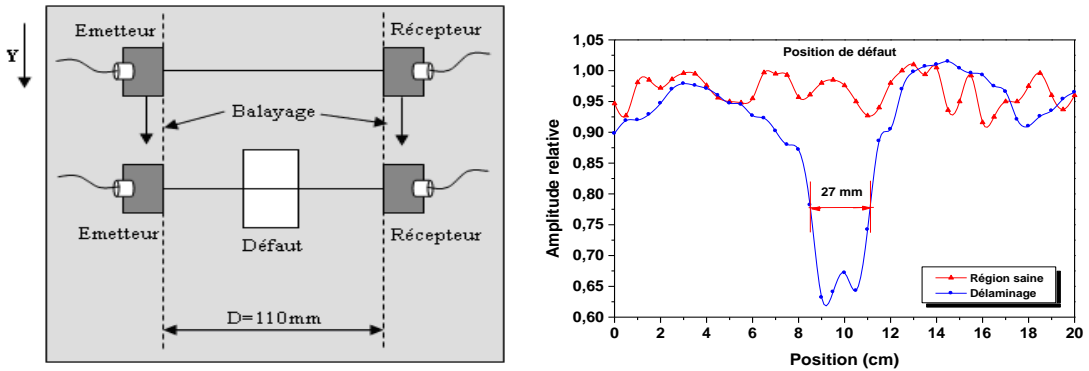 Emetteur
Récepteur
Y
Balayage
Emetteur
Défaut
Récepteur
D=110mm
Position de défaut
1,05
1,00
0,95
0,90
0,85
0,80
0,75
0,70
0,65
0,60
Amplitude relative
27 mm
Région saine
Délaminage
0 2 4 6 8 10 12 14 16 18 20
Position (cm)